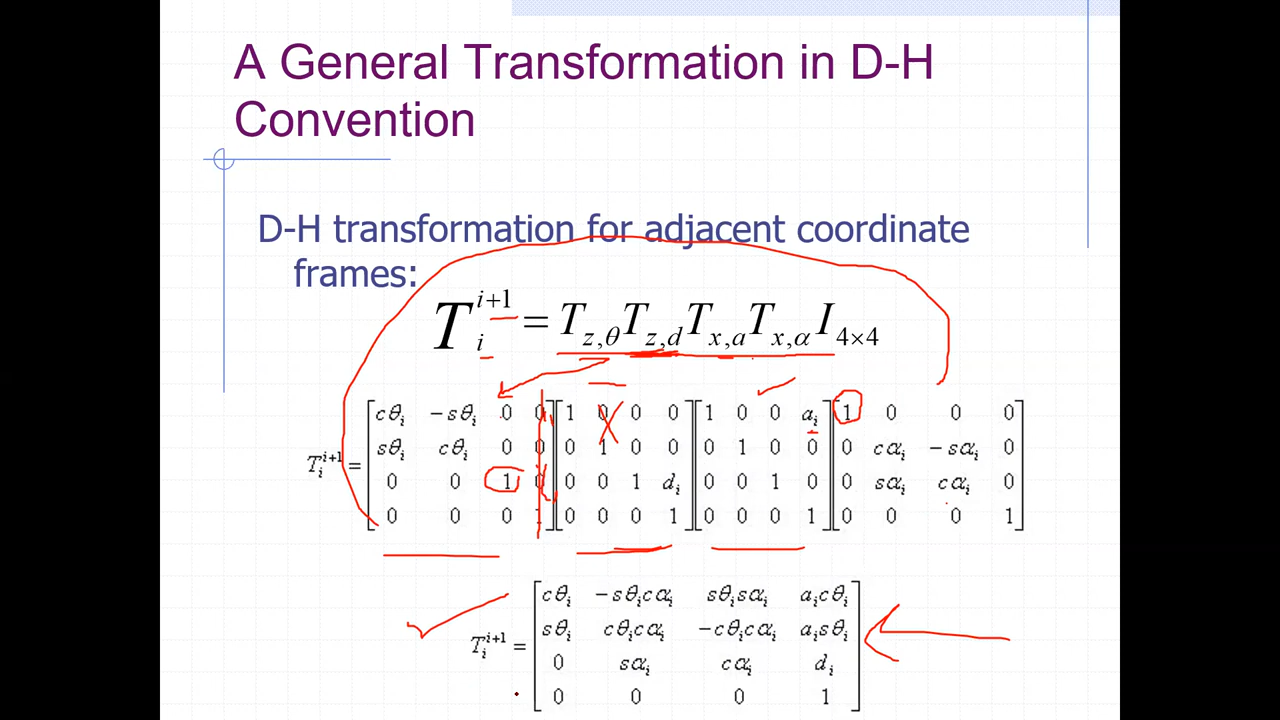 A General Transformation in D-H
Convention
D-H transformation for adjacent coordinate
frames:
T_i^{i+1} = T_{z,θ} T_{z,d} T_{x,a} T_{x,α} I_{4×4}
T_i^{i+1} = [cθ_i -sθ_i 0 0] [1 0 0 0] [1 0 0 a_i] [1 0 0 0]
[sθ_i cθ_i 0 0] [0 1 0 0] [0 1 0 0] [0 cα_i -sα_i 0]
[0 0 1 0] [0 0 1 d_i] [0 0 1 0] [0 sα_i cα_i 0]
[0 0 0 1] [0 0 0 1] [0 0 0 1] [0 0 0 1]
T_i^{i+1} = [cθ_i -sθ_i cα_i sθ_i sα_i a_i cθ_i]
[sθ_i cθ_i cα_i -cθ_i cα_i a_i sθ_i]
[0 sα_i cα_i d_i]
[0 0 0 1]